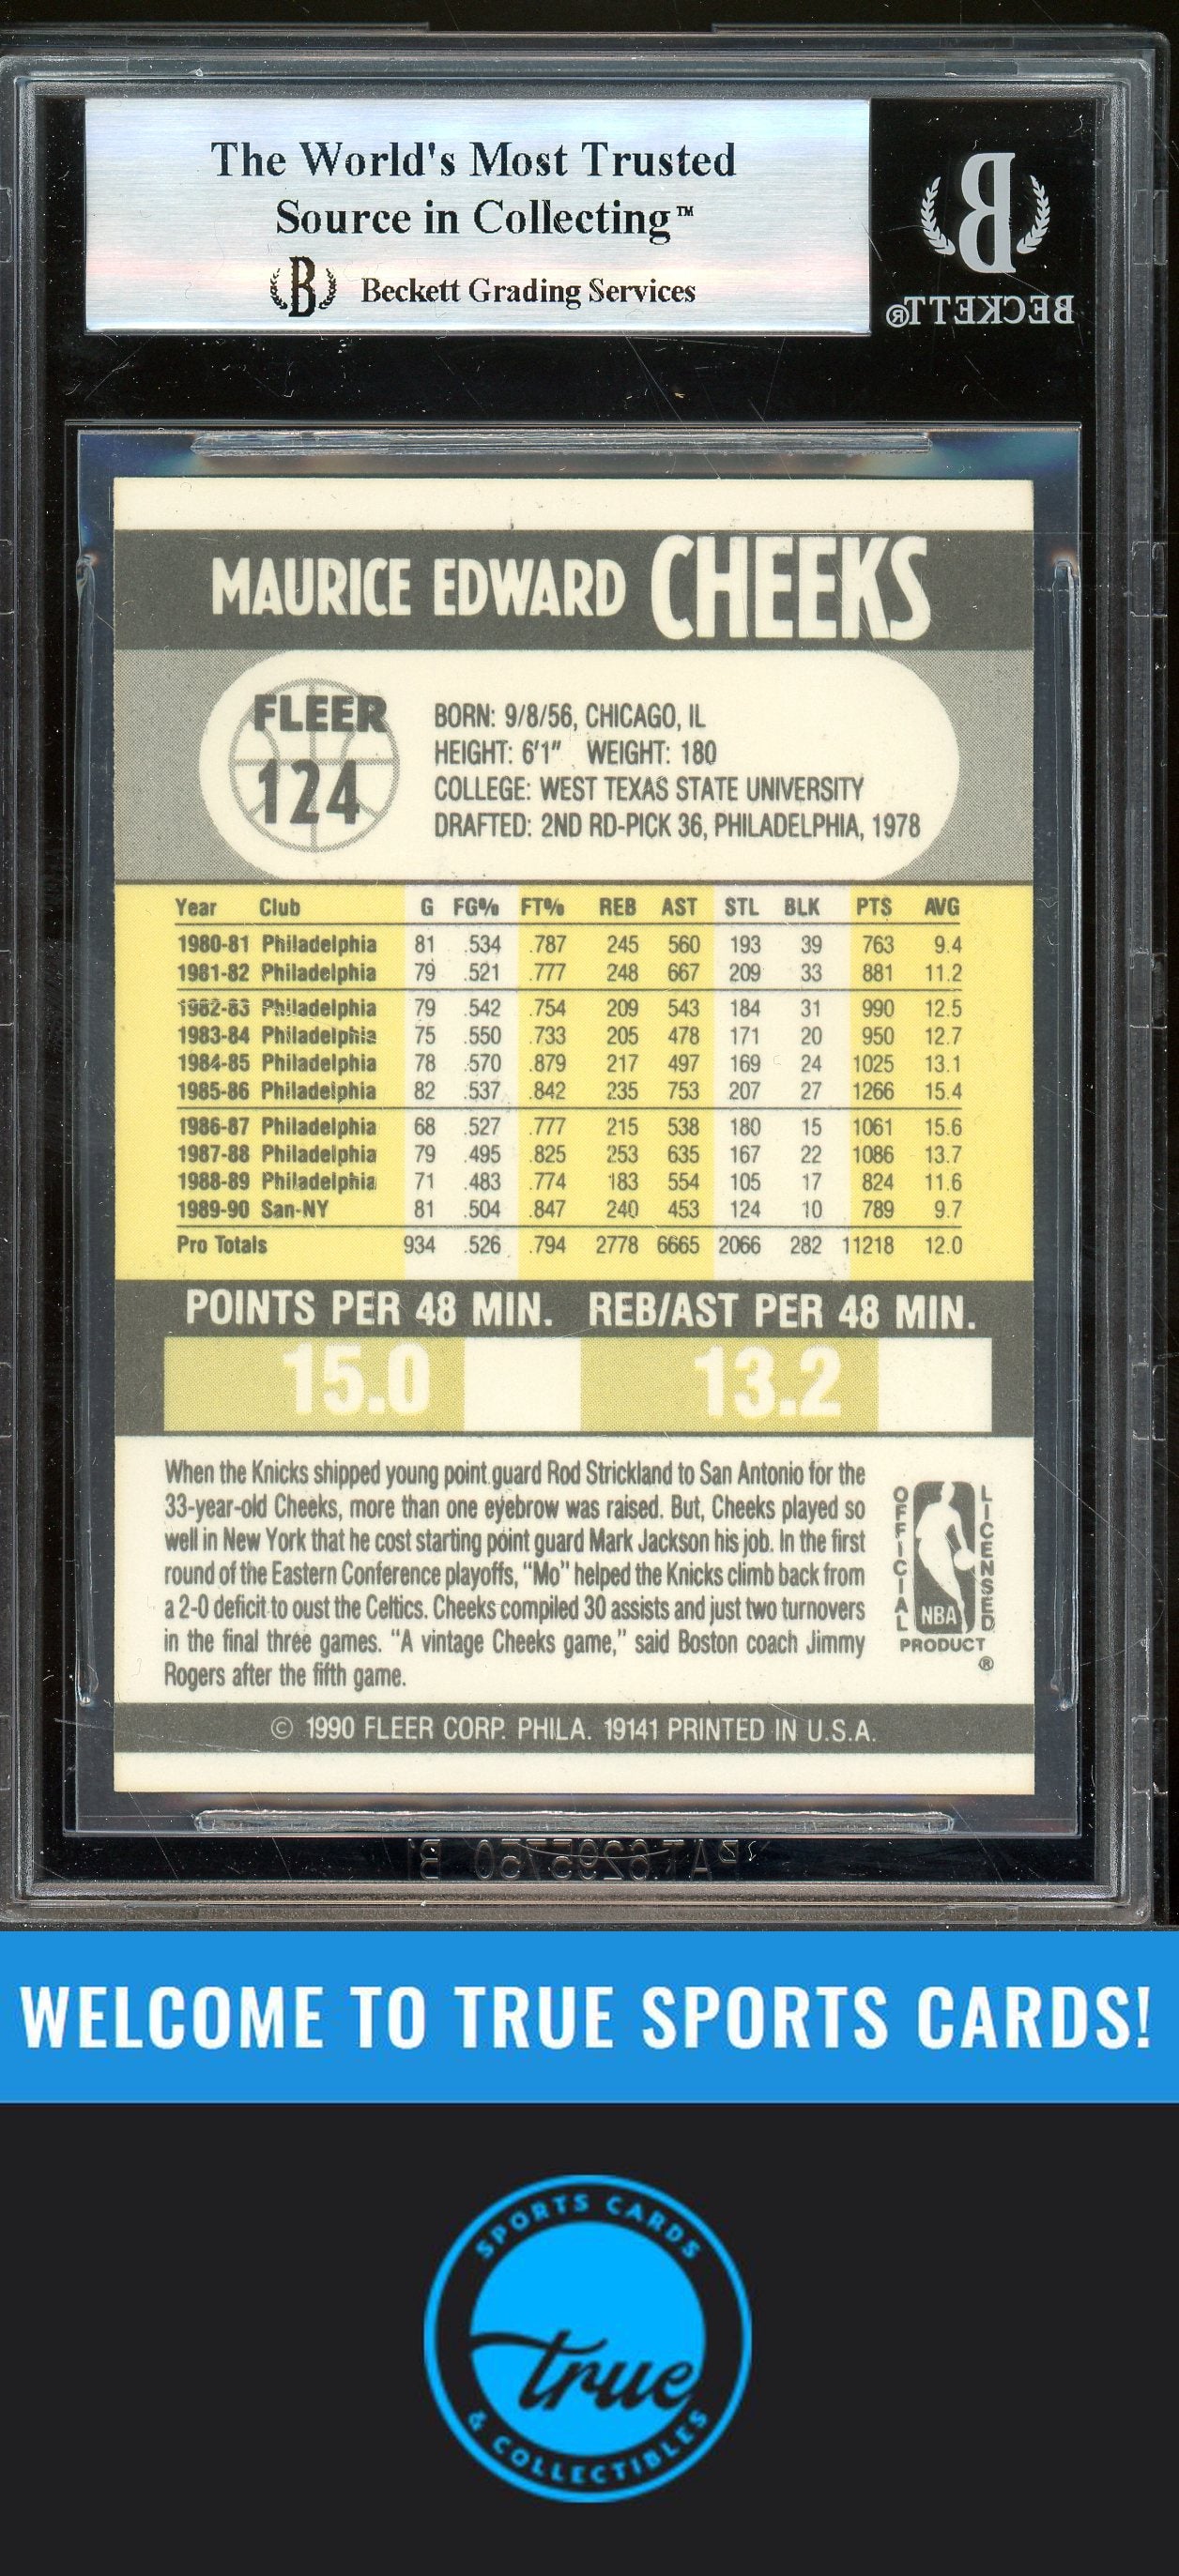 The World's Most Trusted
Source in Collecting™
B Beckett Grading Services
B
BECKETT®
MAURICE EDWARD CHEEKS
FLEER
124
BORN: 9/8/56, CHICAGO, IL
HEIGHT: 6'1" WEIGHT: 180
COLLEGE: WEST TEXAS STATE UNIVERSITY
DRAFTED: 2ND RD-PICK 36, PHILADELPHIA, 1978
Year Club G FG% FT% REB AST STL BLK PTS AVG
1980-81 Philadelphia 81 .534 .787 245 560 193 39 763 9.4
1981-82 Philadelphia 79 .521 .777 248 667 209 33 881 11.2
1982-83 Philadelphia 79 .542 .754 209 543 184 31 990 12.5
1983-84 Philadelphia 75 .550 .733 205 478 171 20 950 12.7
1984-85 Philadelphia 78 .570 .879 217 497 169 24 1025 13.1
1985-86 Philadelphia 82 .537 .842 235 753 207 27 1266 15.4
1986-87 Philadelphia 68 .527 .777 215 538 180 15 1061 15.6
1987-88 Philadelphia 79 .495 .825 253 635 167 22 1086 13.7
1988-89 Philadelphia 71 .483 .774 183 554 105 17 824 11.6
1989-90 San-NY 81 .504 .847 240 453 124 10 789 9.7
Pro Totals 934 .526 .794 2778 6665 2066 282 11218 12.0
POINTS PER 48 MIN. REB/AST PER 48 MIN.
15.0 13.2
When the Knicks shipped young point guard Rod Strickland to San Antonio for the
33-year-old Cheeks, more than one eyebrow was raised. But, Cheeks played so
well in New York that he cost starting point guard Mark Jackson his job. In the first
round of the Eastern Conference playoffs, "Mo" helped the Knicks climb back from
a 2-0 deficit to oust the Celtics. Cheeks compiled 30 assists and just two turnovers
in the final three games. "A vintage Cheeks game," said Boston coach Jimmy
Rogers after the fifth game.
OFFICIAL LICENSED
NBA
PRODUCT
®
© 1990 FLEER CORP. PHILA. 19141 PRINTED IN U.S.A.
PAT. 6295750 B1
WELCOME TO TRUE SPORTS CARDS!
SPORTS CARDS
true
& COLLECTIBLES